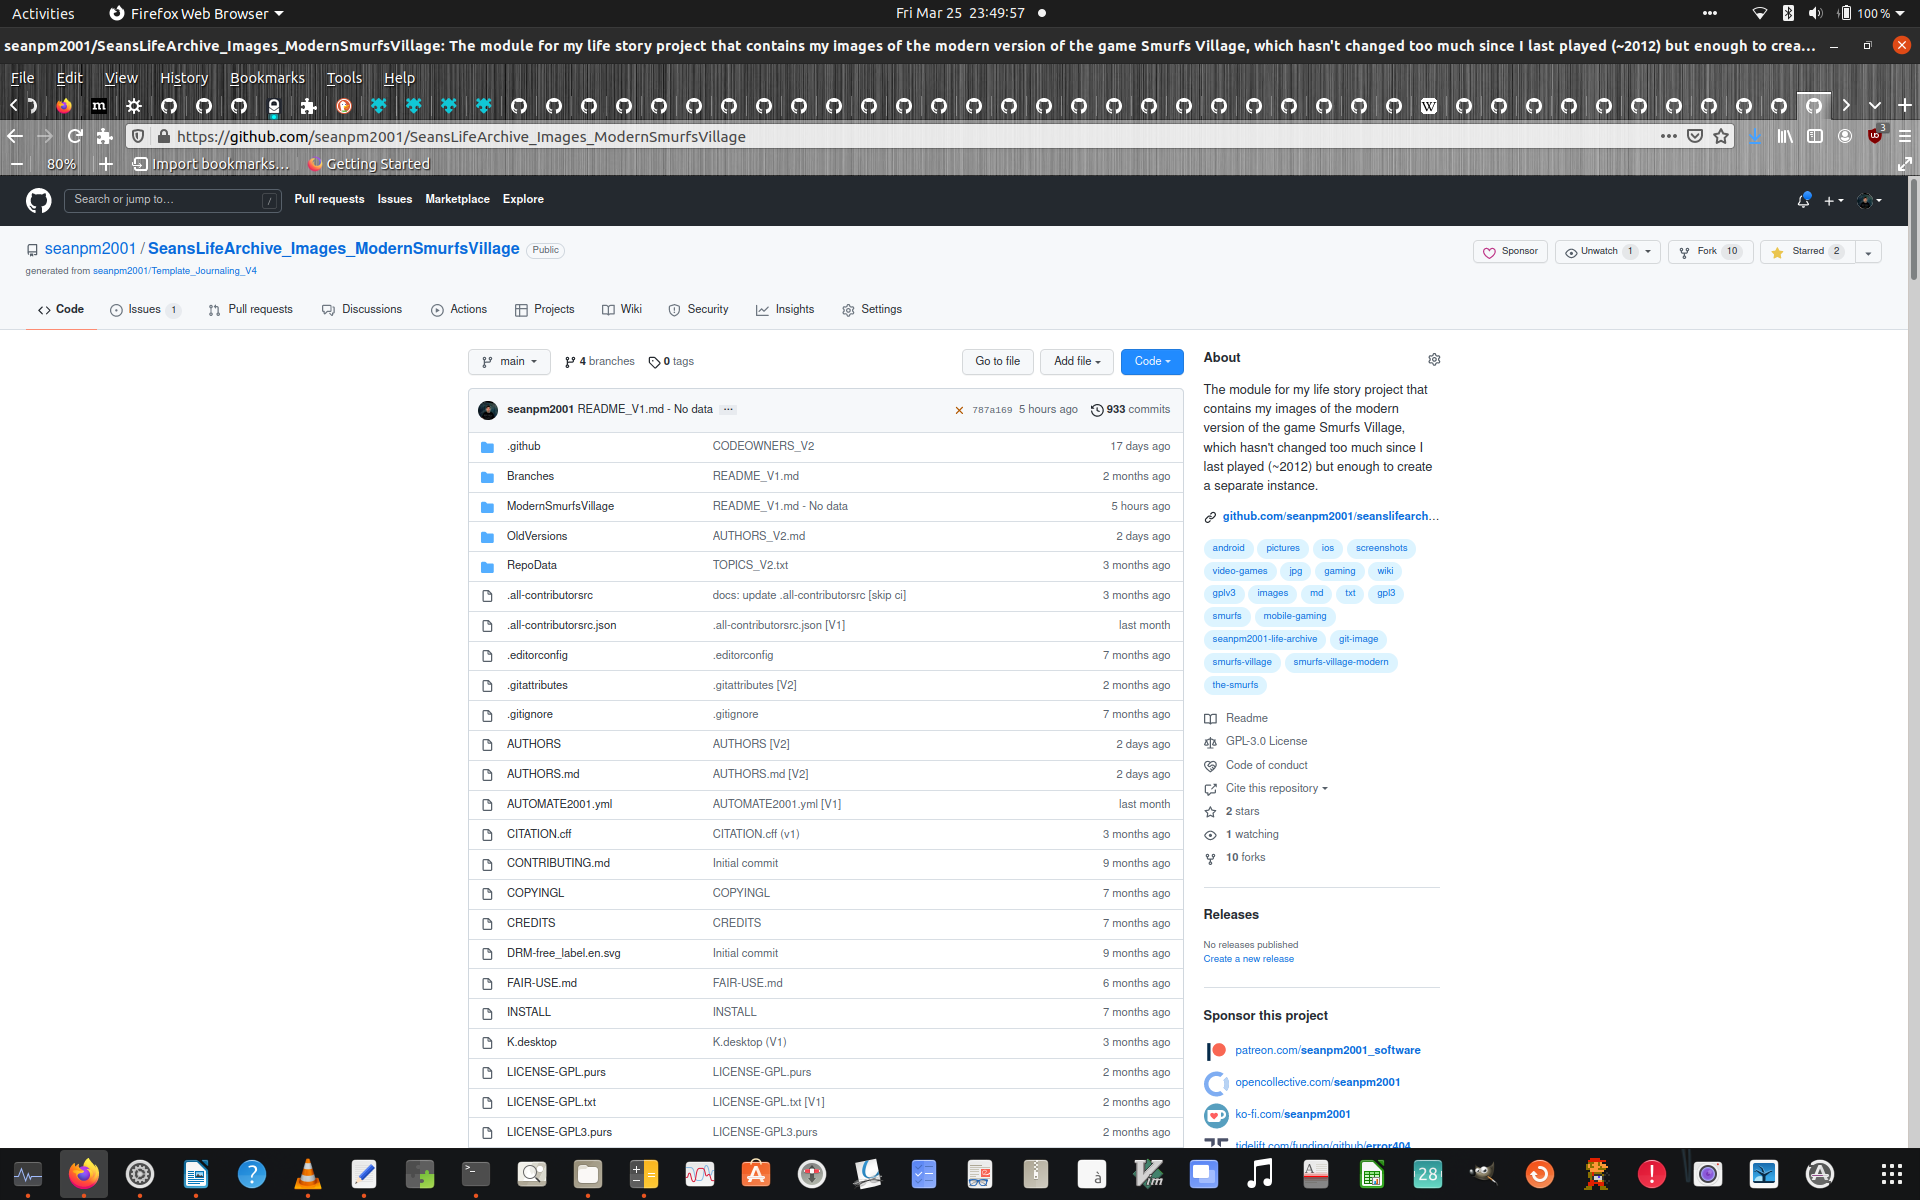 Activities Firefox Web Browser Fri Mar 25 23:49:57 100 %
seanpm2001/SeansLifeArchive_Images_ModernSmurfsVillage: The module for my life story project that contains my images of the modern version of the game Smurfs Village, which hasn't changed too much since I last played (~2012) but enough to crea...
File Edit View History Bookmarks Tools Help
https://github.com/seanpm2001/SeansLifeArchive_Images_ModernSmurfsVillage 3
80% Import bookmarks... Getting Started
Search or jump to... / Pull requests Issues Marketplace Explore
seanpm2001 / SeansLifeArchive_Images_ModernSmurfsVillage Public
generated from seanpm2001/Template_Journaling_V4
Sponsor Unwatch 1 Fork 10 Starred 2
Code Issues 1 Pull requests Discussions Actions Projects Wiki Security Insights Settings
main 4 branches 0 tags Go to file Add file Code
seanpm2001 README_V1.md - No data ... 787a169 5 hours ago 933 commits
.github CODEOWNERS_V2 17 days ago
Branches README_V1.md 2 months ago
ModernSmurfsVillage README_V1.md - No data 5 hours ago
OldVersions AUTHORS_V2.md 2 days ago
RepoData TOPICS_V2.txt 3 months ago
.all-contributorsrc docs: update .all-contributorsrc [skip ci] 3 months ago
.all-contributorsrc.json .all-contributorsrc.json [V1] last month
.editorconfig .editorconfig 7 months ago
.gitattributes .gitattributes [V2] 2 months ago
.gitignore .gitignore 7 months ago
AUTHORS AUTHORS [V2] 2 days ago
AUTHORS.md AUTHORS.md [V2] 2 days ago
AUTOMATE2001.yml AUTOMATE2001.yml [V1] last month
CITATION.cff CITATION.cff (v1) 3 months ago
CONTRIBUTING.md Initial commit 9 months ago
COPYINGL COPYINGL 7 months ago
CREDITS CREDITS 7 months ago
DRM-free_label.en.svg Initial commit 9 months ago
FAIR-USE.md FAIR-USE.md 6 months ago
INSTALL INSTALL 7 months ago
K.desktop K.desktop (V1) 3 months ago
LICENSE-GPL.purs LICENSE-GPL.purs 2 months ago
LICENSE-GPL.txt LICENSE-GPL.txt [V1] 2 months ago
LICENSE-GPL3.purs LICENSE-GPL3.purs 2 months ago
About
The module for my life story project that
contains my images of the modern
version of the game Smurfs Village,
which hasn't changed too much since I
last played (~2012) but enough to create
a separate instance.
github.com/seanpm2001/seanslifearch...
android pictures ios screenshots
video-games jpg gaming wiki
gplv3 images md txt gpl3
smurfs mobile-gaming
seanpm2001-life-archive git-image
smurfs-village smurfs-village-modern
the-smurfs
Readme
GPL-3.0 License
Code of conduct
Cite this repository
2 stars
1 watching
10 forks
Releases
No releases published
Create a new release
Sponsor this project
patreon.com/seanpm2001_software
opencollective.com/seanpm2001
ko-fi.com/seanpm2001
tidelift.com/funding/github/error404
28